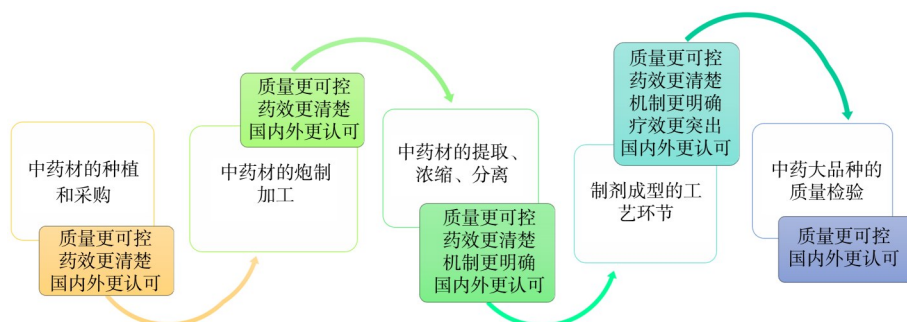 中药材的种植
和采购
质量更可控
药效更清楚
国内外更认可
质量更可控
药效更清楚
国内外更认可
中药材的炮制
加工
中药材的提取、
浓缩、分离
质量更可控
药效更清楚
机制更明确
国内外更认可
质量更可控
药效更清楚
机制更明确
疗效更突出
国内外更认可
制剂成型的工
艺环节
中药大品种的
质量检验
质量更可控
国内外更认可